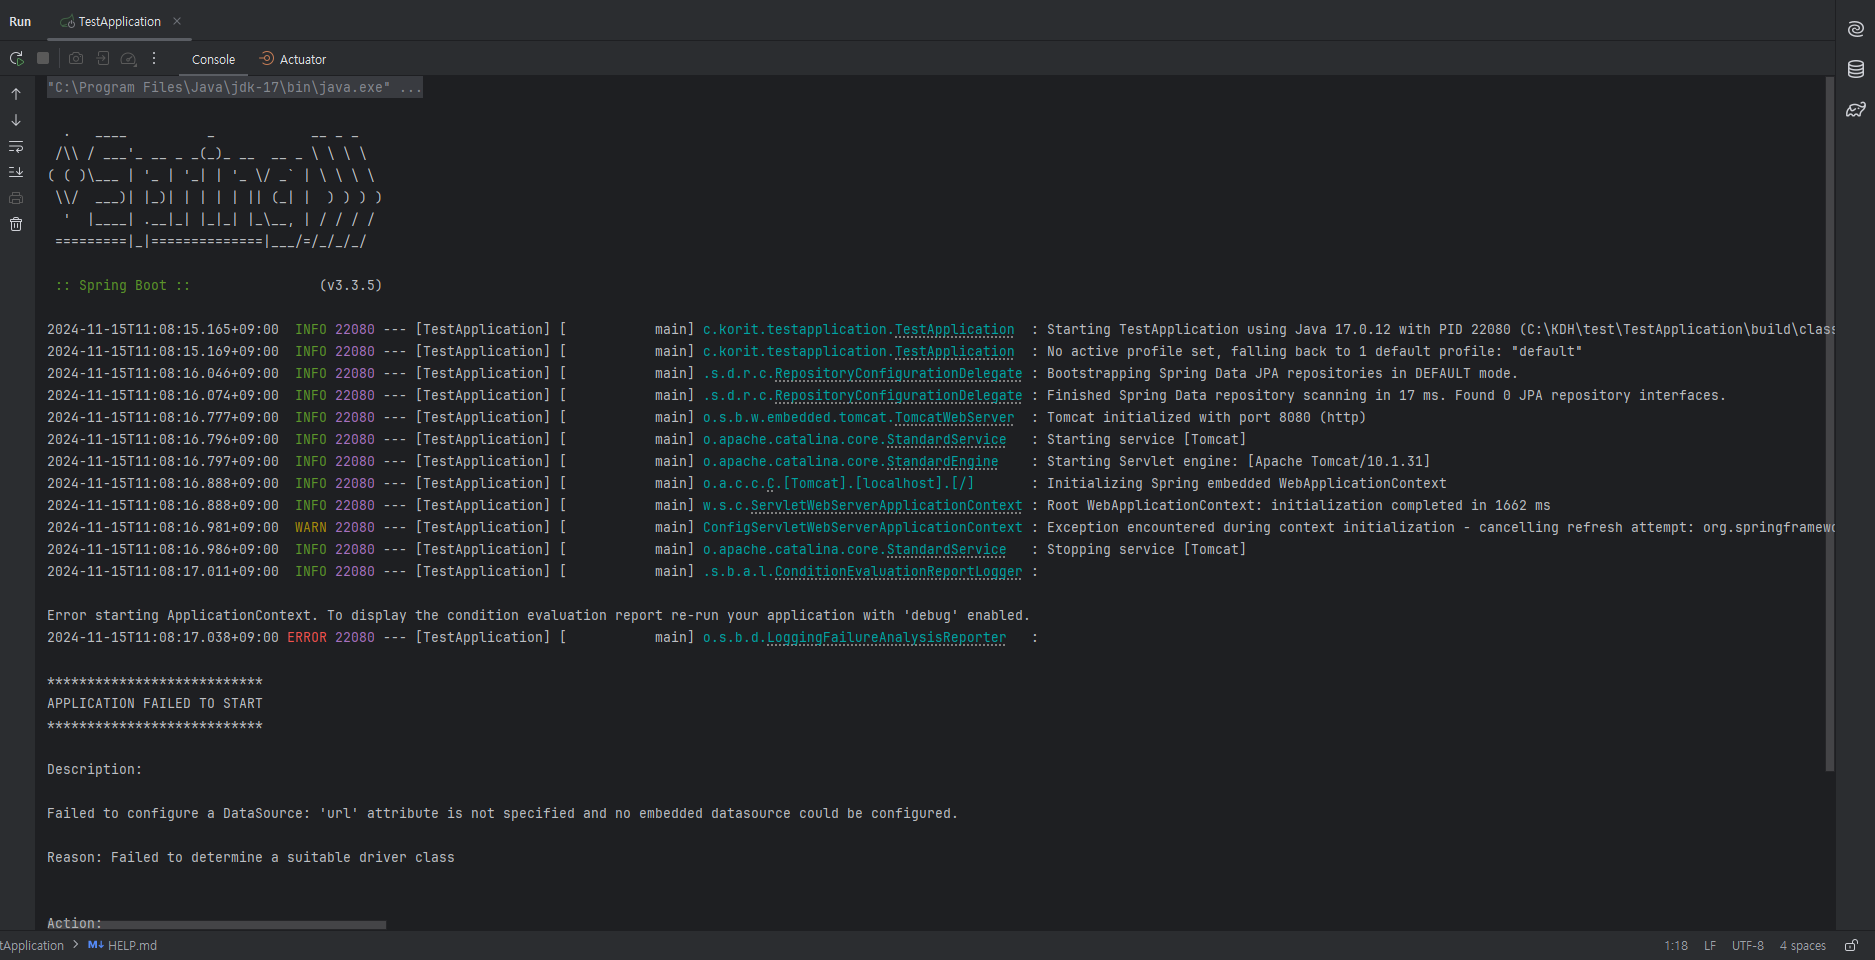 Run TestApplication
Console Actuator
"C:\Program Files\Java\jdk-17\bin\java.exe" ...
  .   ____          _            __ _ _
 /\\ / ___'_ __ _ _(_)_ __  __ _ \ \ \ \
( ( )\___ | '_ | '_| | '_ \/ _` | \ \ \ \
 \\/  ___)| |_)| | | | | || (_| |  ) ) ) )
  '  |____| .__|_| |_|_| |_\__, | / / / /
 =========|_|==============|___/=/_/_/_/
 :: Spring Boot ::                (v3.3.5)
2024-11-15T11:08:15.165+09:00  INFO 22080 --- [TestApplication] [           main] c.korit.testapplication.TestApplication  : Starting TestApplication using Java 17.0.12 with PID 22080 (C:\KDH\test\TestApplication\build\class
2024-11-15T11:08:15.169+09:00  INFO 22080 --- [TestApplication] [           main] c.korit.testapplication.TestApplication  : No active profile set, falling back to 1 default profile: "default"
2024-11-15T11:08:16.046+09:00  INFO 22080 --- [TestApplication] [           main] .s.d.r.c.RepositoryConfigurationDelegate : Bootstrapping Spring Data JPA repositories in DEFAULT mode.
2024-11-15T11:08:16.074+09:00  INFO 22080 --- [TestApplication] [           main] .s.d.r.c.RepositoryConfigurationDelegate : Finished Spring Data repository scanning in 17 ms. Found 0 JPA repository interfaces.
2024-11-15T11:08:16.777+09:00  INFO 22080 --- [TestApplication] [           main] o.s.b.w.embedded.tomcat.TomcatWebServer  : Tomcat initialized with port 8080 (http)
2024-11-15T11:08:16.796+09:00  INFO 22080 --- [TestApplication] [           main] o.apache.catalina.core.StandardService   : Starting service [Tomcat]
2024-11-15T11:08:16.797+09:00  INFO 22080 --- [TestApplication] [           main] o.apache.catalina.core.StandardEngine    : Starting Servlet engine: [Apache Tomcat/10.1.31]
2024-11-15T11:08:16.888+09:00  INFO 22080 --- [TestApplication] [           main] o.a.c.c.C.[Tomcat].[localhost].[/]       : Initializing Spring embedded WebApplicationContext
2024-11-15T11:08:16.888+09:00  INFO 22080 --- [TestApplication] [           main] w.s.c.ServletWebServerApplicationContext : Root WebApplicationContext: initialization completed in 1662 ms
2024-11-15T11:08:16.981+09:00  WARN 22080 --- [TestApplication] [           main] ConfigServletWebServerApplicationContext : Exception encountered during context initialization - cancelling refresh attempt: org.springframewo
2024-11-15T11:08:16.986+09:00  INFO 22080 --- [TestApplication] [           main] o.apache.catalina.core.StandardService   : Stopping service [Tomcat]
2024-11-15T11:08:17.011+09:00  INFO 22080 --- [TestApplication] [           main] .s.b.a.l.ConditionEvaluationReportLogger :
Error starting ApplicationContext. To display the condition evaluation report re-run your application with 'debug' enabled.
2024-11-15T11:08:17.038+09:00 ERROR 22080 --- [TestApplication] [           main] o.s.b.d.LoggingFailureAnalysisReporter   :
***************************
APPLICATION FAILED TO START
***************************
Description:
Failed to configure a DataSource: 'url' attribute is not specified and no embedded datasource could be configured.
Reason: Failed to determine a suitable driver class
Action:
tApplication > M↓ HELP.md 1:18 LF UTF-8 4 spaces